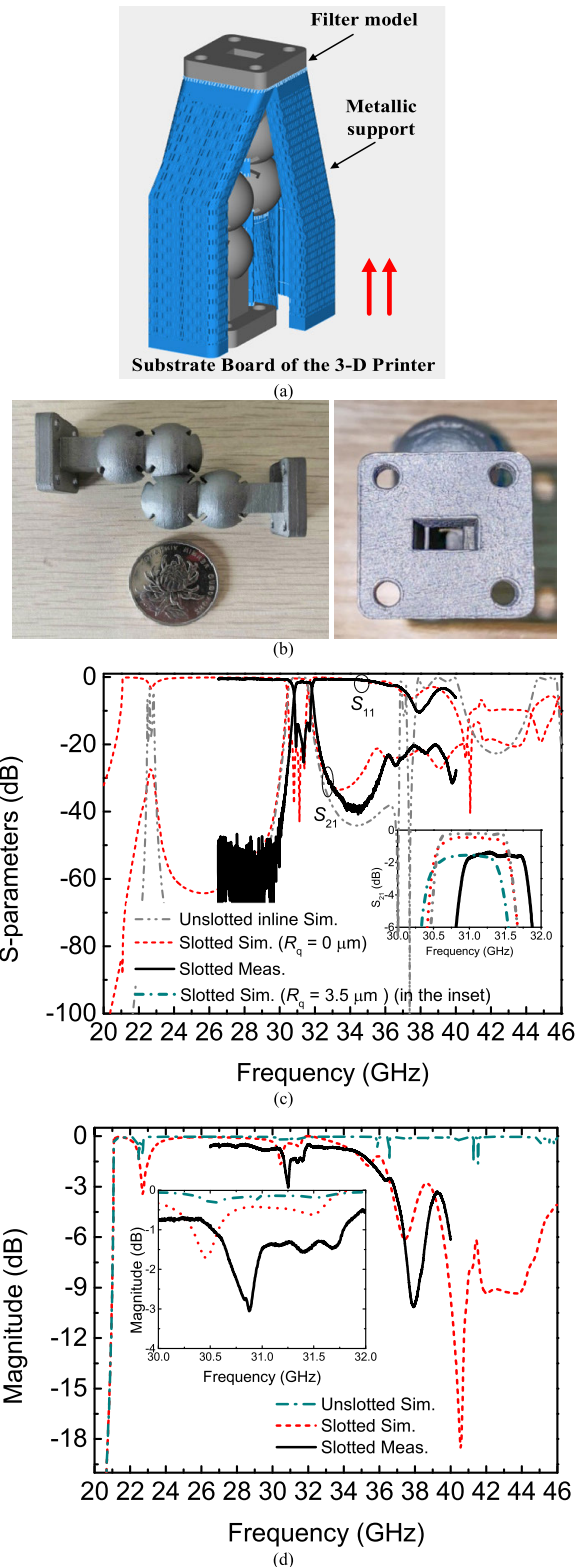 Filter model
Metallic
support
Substrate Board of the 3-D Printer
(a)
(b)
0
-20
-40
-60
-80
-100
S-parameters (dB)
S11
S21
Unslotted inline Sim.
Slotted Sim. (Rq = 0 μm)
Slotted Meas.
Slotted Sim. (Rq = 3.5 μm ) (in the inset)
0
-2
-4
-6
S21 (dB)
30.0 30.5 31.0 31.5 32.0
Frequency (GHz)
20 22 24 26 28 30 32 34 36 38 40 42 44 46
Frequency (GHz)
(c)
0
-3
-6
-9
-12
-15
-18
Magnitude (dB)
0
-1
-2
-3
-4
Magnitude (dB)
30.0 30.5 31.0 31.5 32.0
Frequency (GHz)
Unslotted Sim.
Slotted Sim.
Slotted Meas.
20 22 24 26 28 30 32 34 36 38 40 42 44 46
Frequency (GHz)
(d)